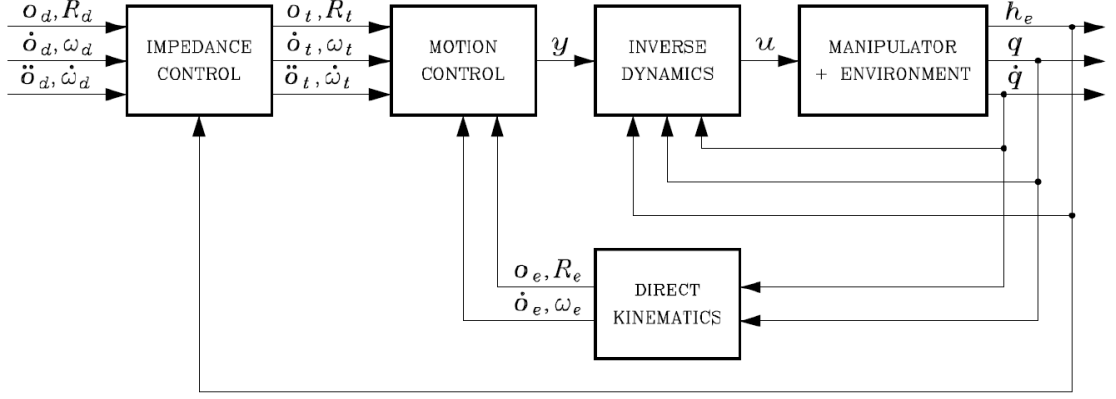 o_d, R_d
ȯ_d, ω_d
ö_d, ω̇_d
IMPEDANCE
CONTROL
o_t, R_t
ȯ_t, ω_t
ö_t, ω̇_t
MOTION
CONTROL
y
INVERSE
DYNAMICS
u
MANIPULATOR
+ ENVIRONMENT
h_e
q
q̇
o_e, R_e
ȯ_e, ω_e
DIRECT
KINEMATICS